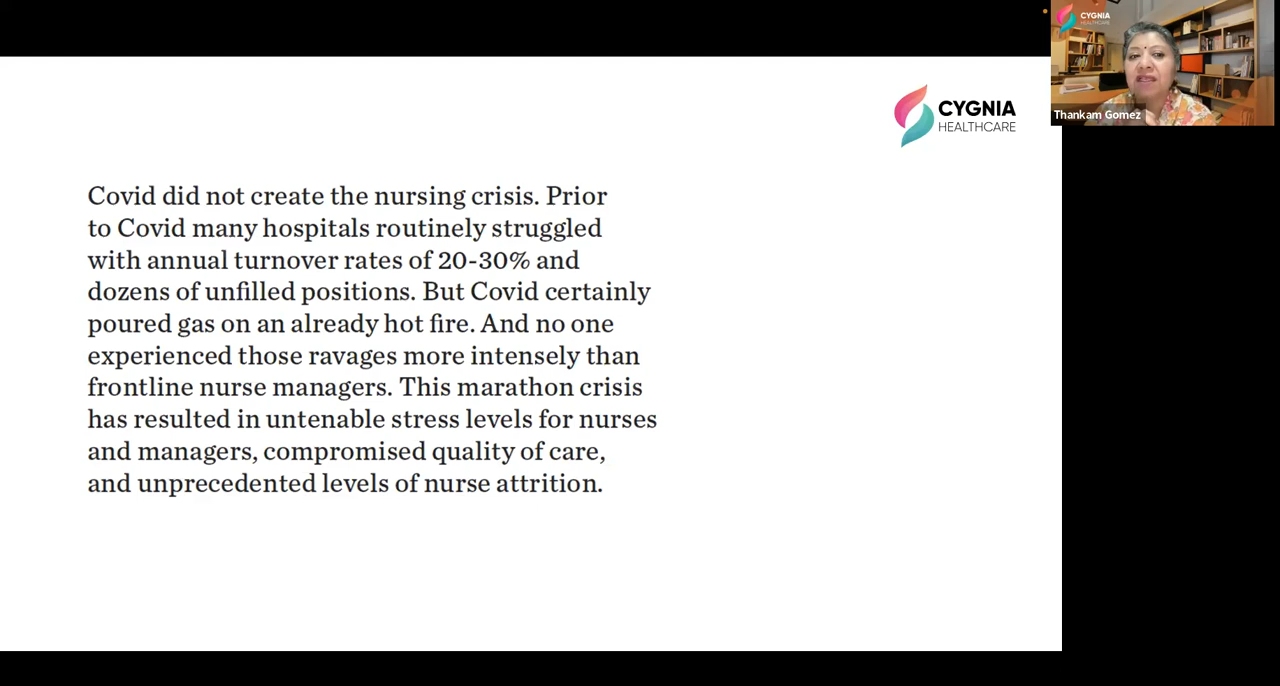 CYGNIA
HEALTHCARE
Thankam Gomez
CYGNIA
HEALTHCARE
Covid did not create the nursing crisis. Prior
to Covid many hospitals routinely struggled
with annual turnover rates of 20-30% and
dozens of unfilled positions. But Covid certainly
poured gas on an already hot fire. And no one
experienced those ravages more intensely than
frontline nurse managers. This marathon crisis
has resulted in untenable stress levels for nurses
and managers, compromised quality of care,
and unprecedented levels of nurse attrition.